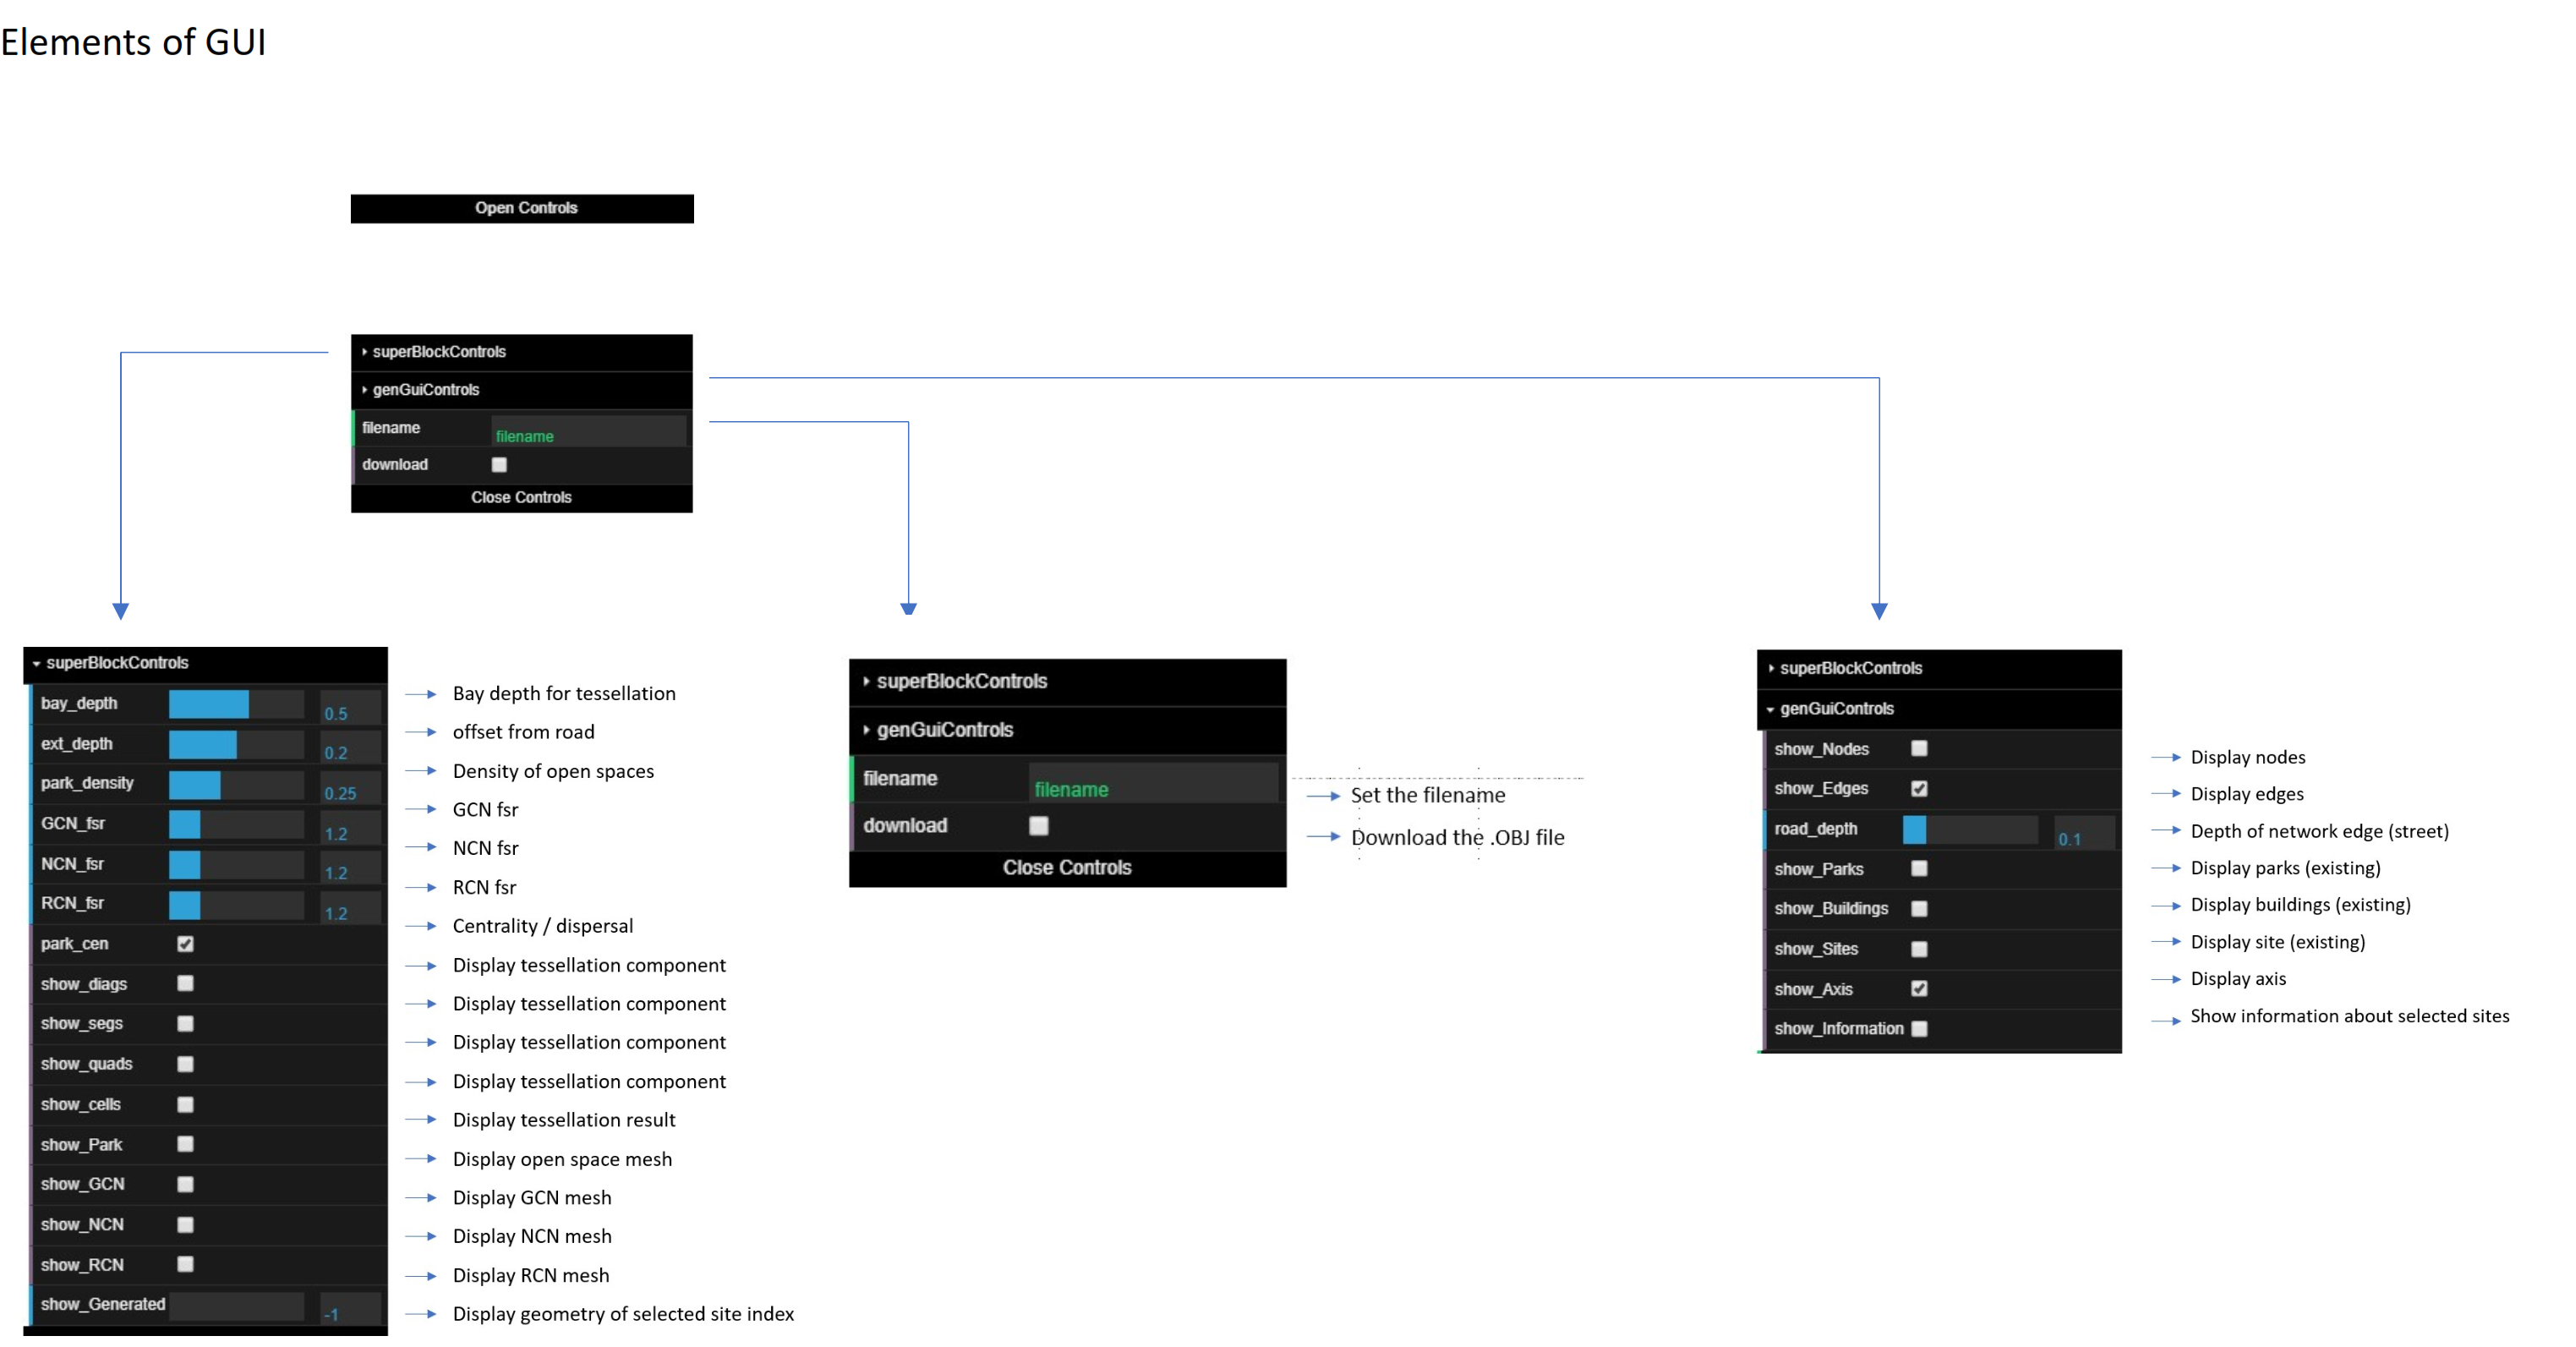 Elements of GUI
Open Controls
superBlockControls
genGuiControls
filename filename
download
Close Controls
superBlockControls
bay_depth 0.5
ext_depth 0.2
park_density 0.25
GCN_fsr 1.2
NCN_fsr 1.2
RCN_fsr 1.2
park_cen
show_diags
show_segs
show_quads
show_cells
show_Park
show_GCN
show_NCN
show_RCN
show_Generated -1
Bay depth for tessellation
offset from road
Density of open spaces
GCN fsr
NCN fsr
RCN fsr
Centrality / dispersal
Display tessellation component
Display tessellation component
Display tessellation component
Display tessellation component
Display tessellation result
Display open space mesh
Display GCN mesh
Display NCN mesh
Display RCN mesh
Display geometry of selected site index
superBlockControls
genGuiControls
filename filename
download
Close Controls
Set the filename
Download the .OBJ file
superBlockControls
genGuiControls
show_Nodes
show_Edges
road_depth 0.1
show_Parks
show_Buildings
show_Sites
show_Axis
show_Information
Display nodes
Display edges
Depth of network edge (street)
Display parks (existing)
Display buildings (existing)
Display site (existing)
Display axis
Show information about selected sites